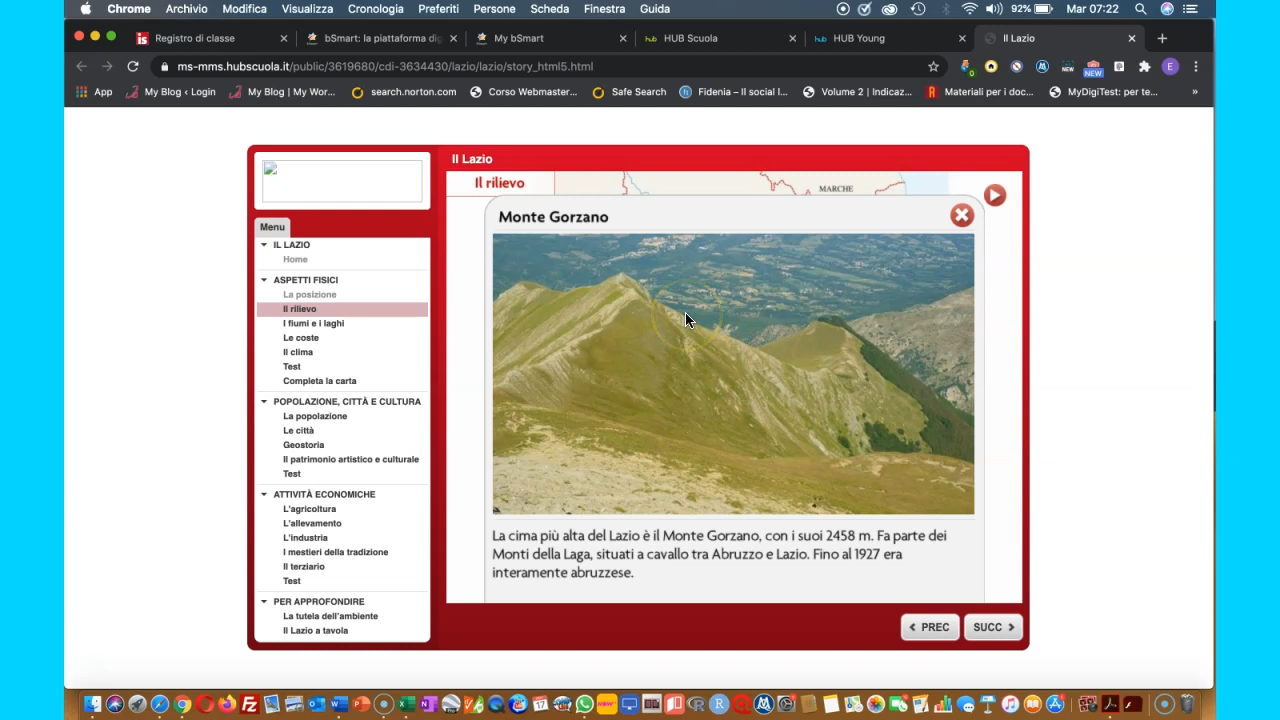 Chrome Archivio Modifica Visualizza Cronologia Preferiti Persone Scheda Finestra Guida 92% Mar 07:22
Registro di classe bSmart: la piattaforma di My bSmart HUB Scuola HUB Young Il Lazio
ms-mms.hubscuola.it/public/3619680/cdi-3634430/lazio/lazio/story_html5.html
App My Blog ‹ Login My Blog | My Wor... search.norton.com Corso Webmaster... Safe Search Fidenia – Il social I... Volume 2 | Indicaz... Materiali per i doc... MyDigiTest: per te... »
Il Lazio
Il rilievo
MARCHE
Monte Gorzano
Menu
IL LAZIO
Home
ASPETTI FISICI
La posizione
Il rilievo
I fiumi e i laghi
Le coste
Il clima
Test
Completa la carta
POPOLAZIONE, CITTÀ E CULTURA
La popolazione
Le città
Geostoria
Il patrimonio artistico e culturale
Test
ATTIVITÀ ECONOMICHE
L'agricoltura
L'allevamento
L'industria
I mestieri della tradizione
Il terziario
Test
PER APPROFONDIRE
La tutela dell'ambiente
Il Lazio a tavola
La cima più alta del Lazio è il Monte Gorzano, con i suoi 2458 m. Fa parte dei
Monti della Laga, situati a cavallo tra Abruzzo e Lazio. Fino al 1927 era
interamente abruzzese.
PREC SUCC